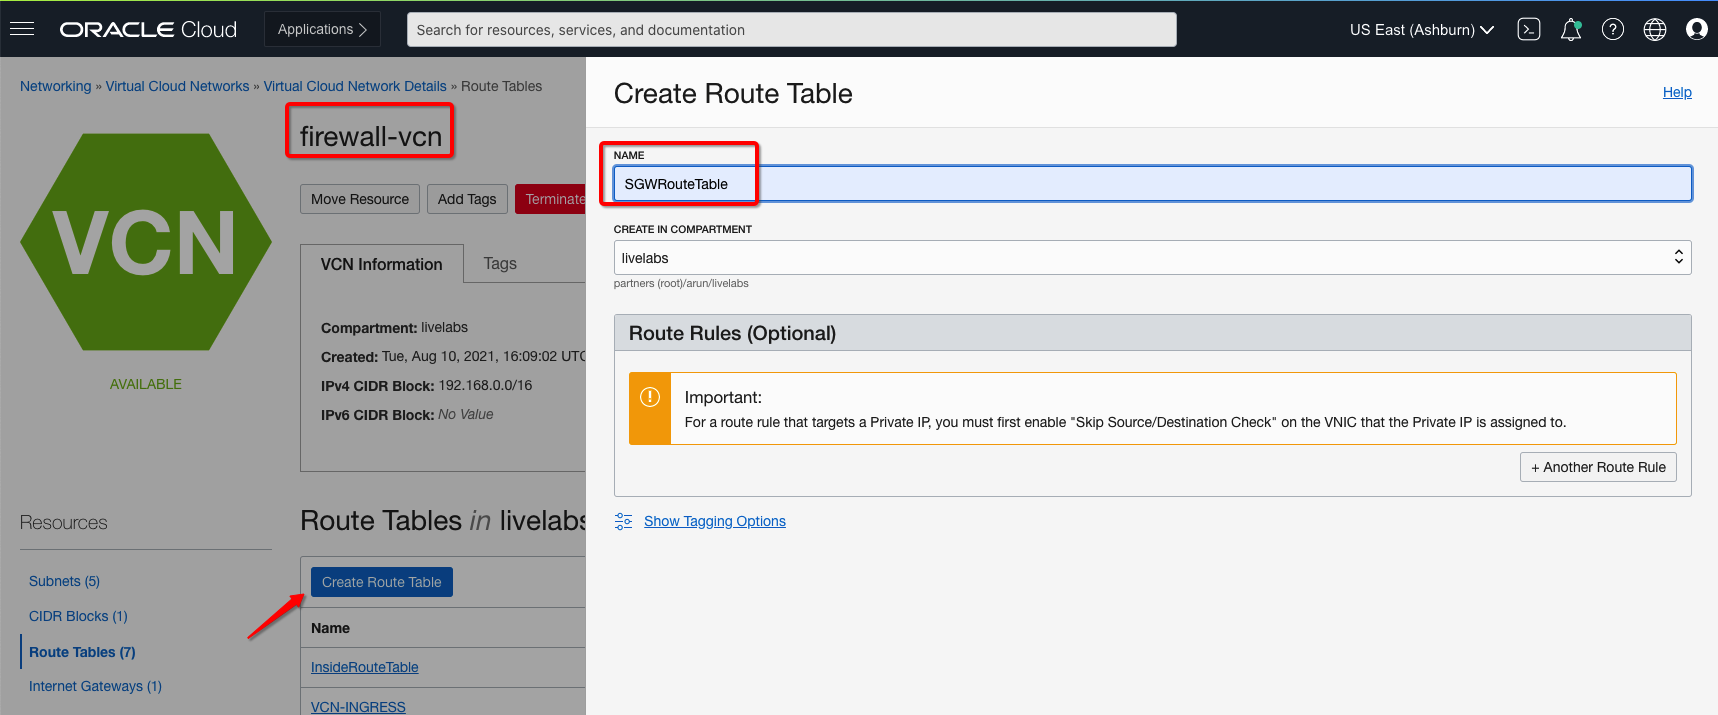 ORACLE Cloud
Applications
Search for resources, services, and documentation
US East (Ashburn)
Networking » Virtual Cloud Networks » Virtual Cloud Network Details » Route Tables
VCN
AVAILABLE
firewall-vcn
Move Resource
Add Tags
Terminate
VCN Information
Tags
Compartment: livelabs
Created: Tue, Aug 10, 2021, 16:09:02 UTC
IPv4 CIDR Block: 192.168.0.0/16
IPv6 CIDR Block: No Value
Resources
Subnets (5)
CIDR Blocks (1)
Route Tables (7)
Internet Gateways (1)
Route Tables in livelabs
Create Route Table
Name
InsideRouteTable
VCN-INGRESS
Create Route Table
Help
NAME
SGWRouteTable
CREATE IN COMPARTMENT
livelabs
partners (root)/arun/livelabs
Route Rules (Optional)
Important:
For a route rule that targets a Private IP, you must first enable "Skip Source/Destination Check" on the VNIC that the Private IP is assigned to.
+ Another Route Rule
Show Tagging Options